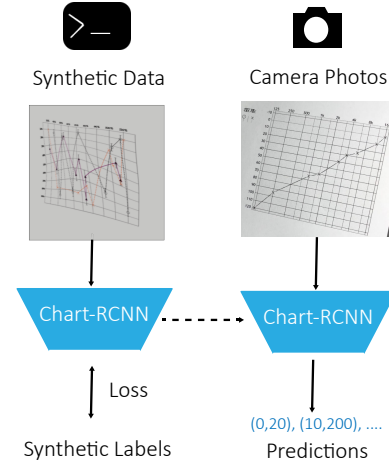 Synthetic Data
Camera Photos
Chart-RCNN
Chart-RCNN
Loss
(0,20), (10,200), ....
Synthetic Labels
Predictions